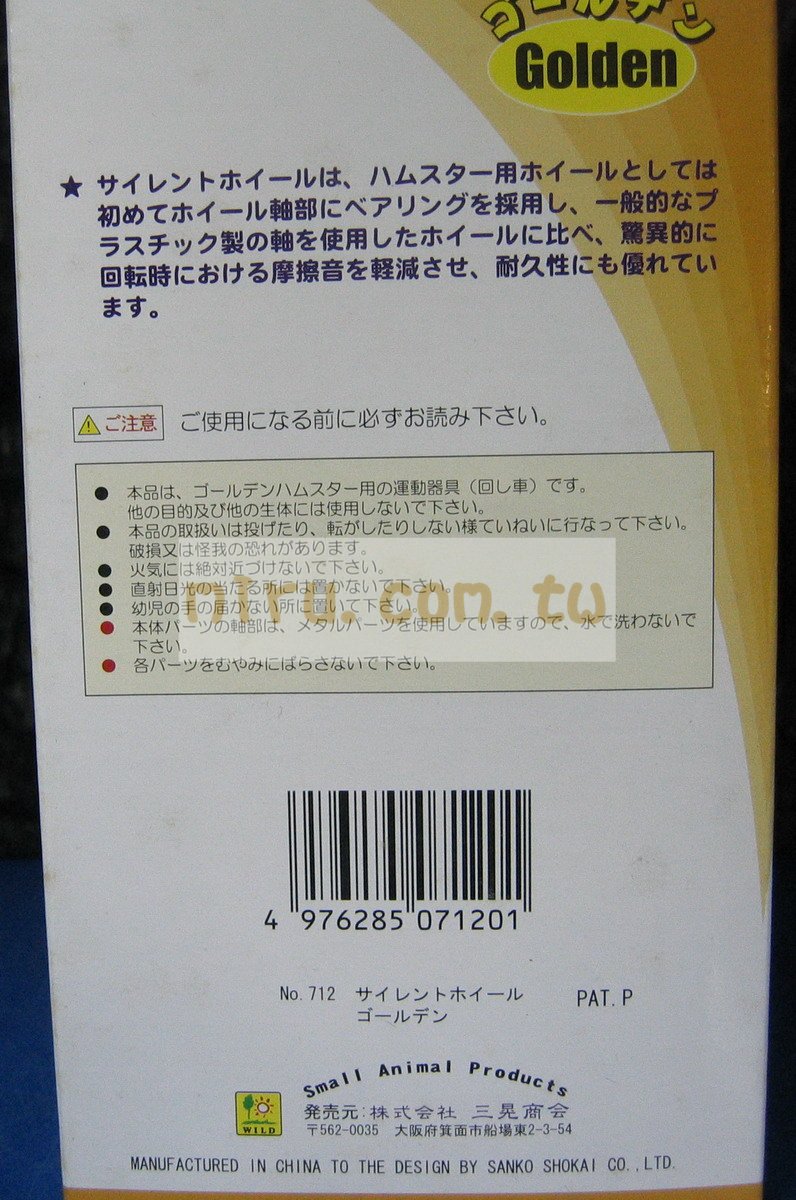 ゴールデン
Golden
★ サイレントホイールは、ハムスター用ホイールとしては
初めてホイール軸部にベアリングを採用し、一般的なプ
ラスチック製の軸を使用したホイールに比べ、驚異的に
回転時における摩擦音を軽減させ、耐久性にも優れてい
ます。
ご注意 ご使用になる前に必ずお読み下さい。
● 本品は、ゴールデンハムスター用の運動器具（回し車）です。
他の目的及び他の生体には使用しないで下さい。
● 本品の取扱いは投げたり、転がしたりしない様ていねいに行なって下さい。
破損又は怪我の恐れがあります。
● 火気には絶対近づけないで下さい。
● 直射日光の当たる所には置かないで下さい。
● 幼児の手の届かない所に置いて下さい。
● 本体パーツの軸部は、メタルパーツを使用していますので、水で洗わないで
下さい。
● 各パーツをむやみにばらさないで下さい。
miru.com.tw
4 976285 071201
No.712 サイレントホイール PAT.P
ゴールデン
Small Animal Products
WILD
発売元:株式会社 三晃商会
〒562-0035 大阪府箕面市船場東2-3-54
MANUFACTURED IN CHINA TO THE DESIGN BY SANKO SHOKAI CO.,LTD.